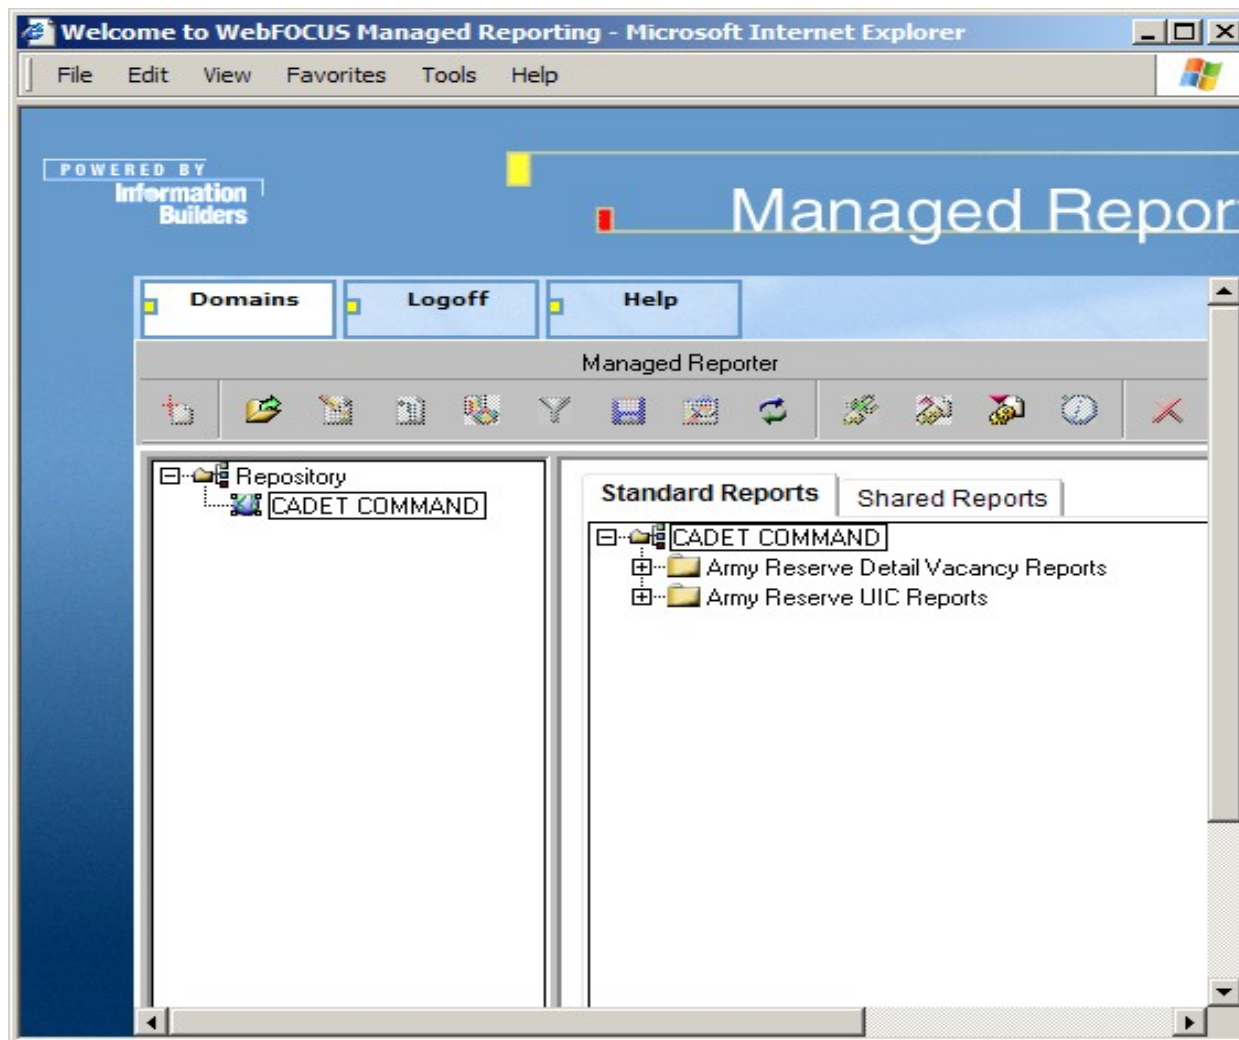 Welcome to WebFOCUS Managed Reporting - Microsoft Internet Explorer
File Edit View Favorites Tools Help
POWERED BY
Information
Builders
Managed Repor
Domains Logoff Help
Managed Reporter
Repository
CADET COMMAND
Standard Reports Shared Reports
CADET COMMAND
Army Reserve Detail Vacancy Reports
Army Reserve UIC Reports